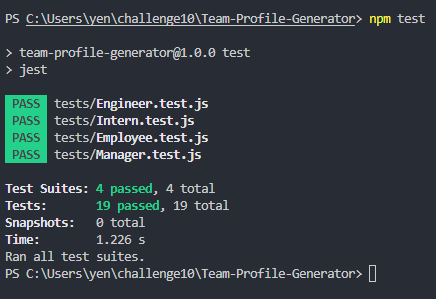 PS C:\Users\yen\challenge10\Team-Profile-Generator> npm test
> team-profile-generator@1.0.0 test
> jest
PASS tests/Engineer.test.js
PASS tests/Intern.test.js
PASS tests/Employee.test.js
PASS tests/Manager.test.js
Test Suites: 4 passed, 4 total
Tests: 19 passed, 19 total
Snapshots: 0 total
Time: 1.226 s
Ran all test suites.
PS C:\Users\yen\challenge10\Team-Profile-Generator>